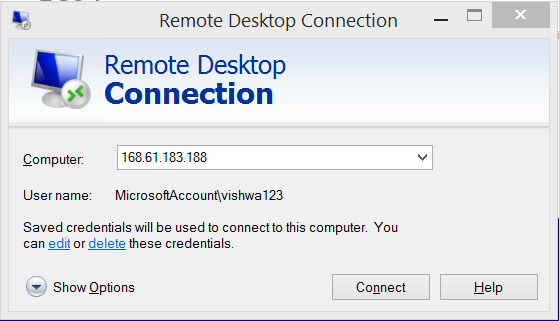 Remote Desktop Connection
Remote Desktop
Connection
Computer: 168.61.183.188
User name: MicrosoftAccount\vishwa123
Saved credentials will be used to connect to this computer. You
can edit or delete these credentials.
Show Options Connect Help